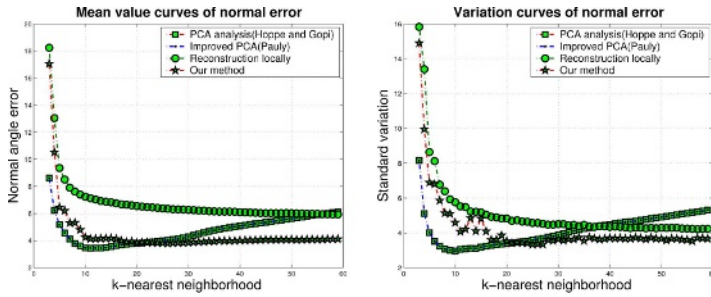 Mean value curves of normal error
20
18
16
14
12
10
8
6
4
2
0 10 20 30 40 50 60
Normal angle error
k-nearest neighborhood
PCA analysis(Hoppe and Gopi)
Improved PCA(Pauly)
Reconstruction locally
Our method
Variation curves of normal error
16
14
12
10
8
6
4
2
0 10 20 30 40 50 60
Standard variation
k-nearest neighborhood
PCA analysis(Hoppe and Gopi)
Improved PCA(Pauly)
Reconstruction locally
Our method